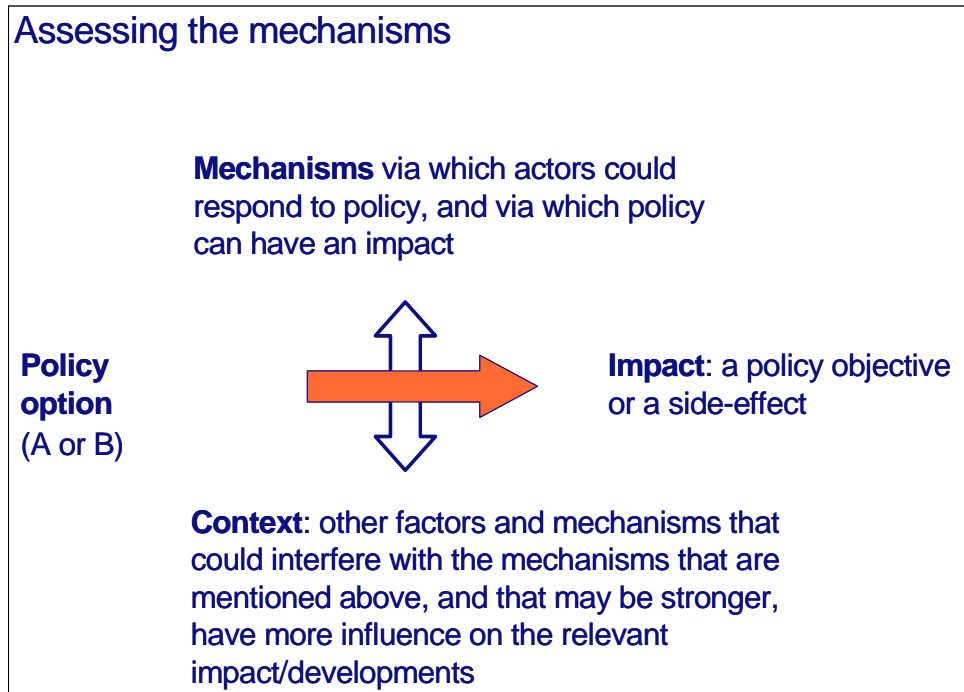 Assessing the mechanisms
Mechanisms via which actors could
respond to policy, and via which policy
can have an impact
Policy
option
(A or B)
Impact: a policy objective
or a side-effect
Context: other factors and mechanisms that
could interfere with the mechanisms that are
mentioned above, and that may be stronger,
have more influence on the relevant
impact/developments